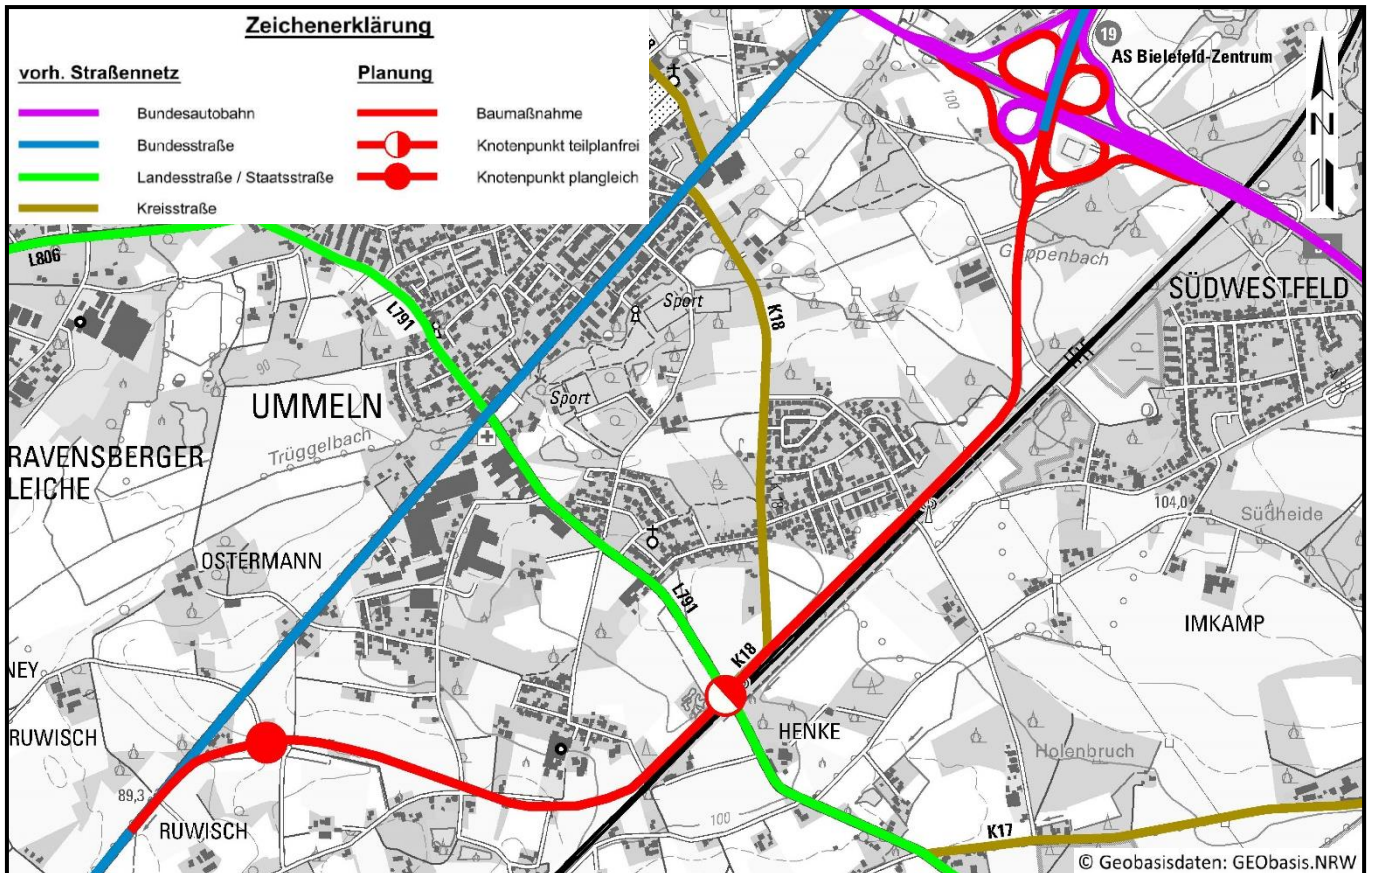 Zeichenerklärung
vorh. Straßennetz
Planung
Bundesautobahn
Baumaßnahme
Bundesstraße
Knotenpunkt teilplanfrei
Landesstraße / Staatsstraße
Knotenpunkt plangleich
Kreisstraße
19
AS Bielefeld-Zentrum
N
100
L806
Gruppenbach
SÜDWESTFELD
Sport
L791
K18
90
UMMELN
Sport
Trüggelbach
RAVENSBERGER
LEICHE
104,0
Südheide
OSTERMANN
L791
IMKAMP
K18
NEY
RUWISCH
HENKE
Holenbruch
89,3
RUWISCH
100
K17
© Geobasisdaten: GEObasis.NRW